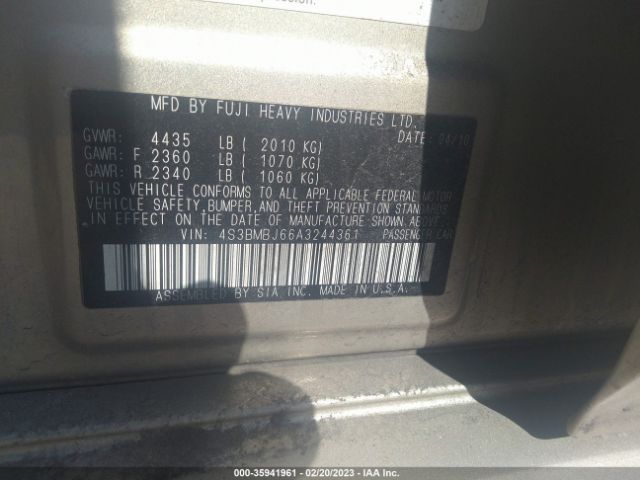 MFD BY FUJI HEAVY INDUSTRIES LTD.
GVWR: 4435 LB ( 2010 KG) DATE: 04/10
GAWR: F 2360 LB ( 1070 KG)
GAWR: R 2340 LB ( 1060 KG)
THIS VEHICLE CONFORMS TO ALL APPLICABLE FEDERAL MOTOR
VEHICLE SAFETY, BUMPER, AND THEFT PREVENTION STANDARDS
IN EFFECT ON THE DATE OF MANUFACTURE SHOWN ABOVE.
VIN: 4S3BMBJ66A3244361 PASSENGER CAR
ASSEMBLED BY SIA INC. MADE IN U.S.A.
000-35941961 - 02/20/2023 - IAA Inc.